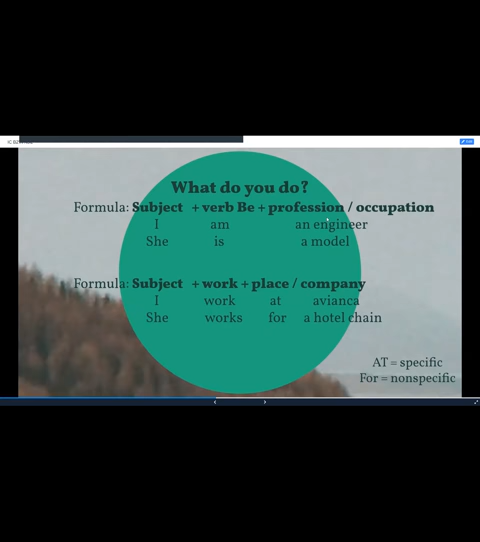 What do you do?
Formula: Subject + verb Be + profession / occupation
I am an engineer
She is a model
Formula: Subject + work + place / company
I work at avianca
She works for a hotel chain
AT = specific
For = nonspecific